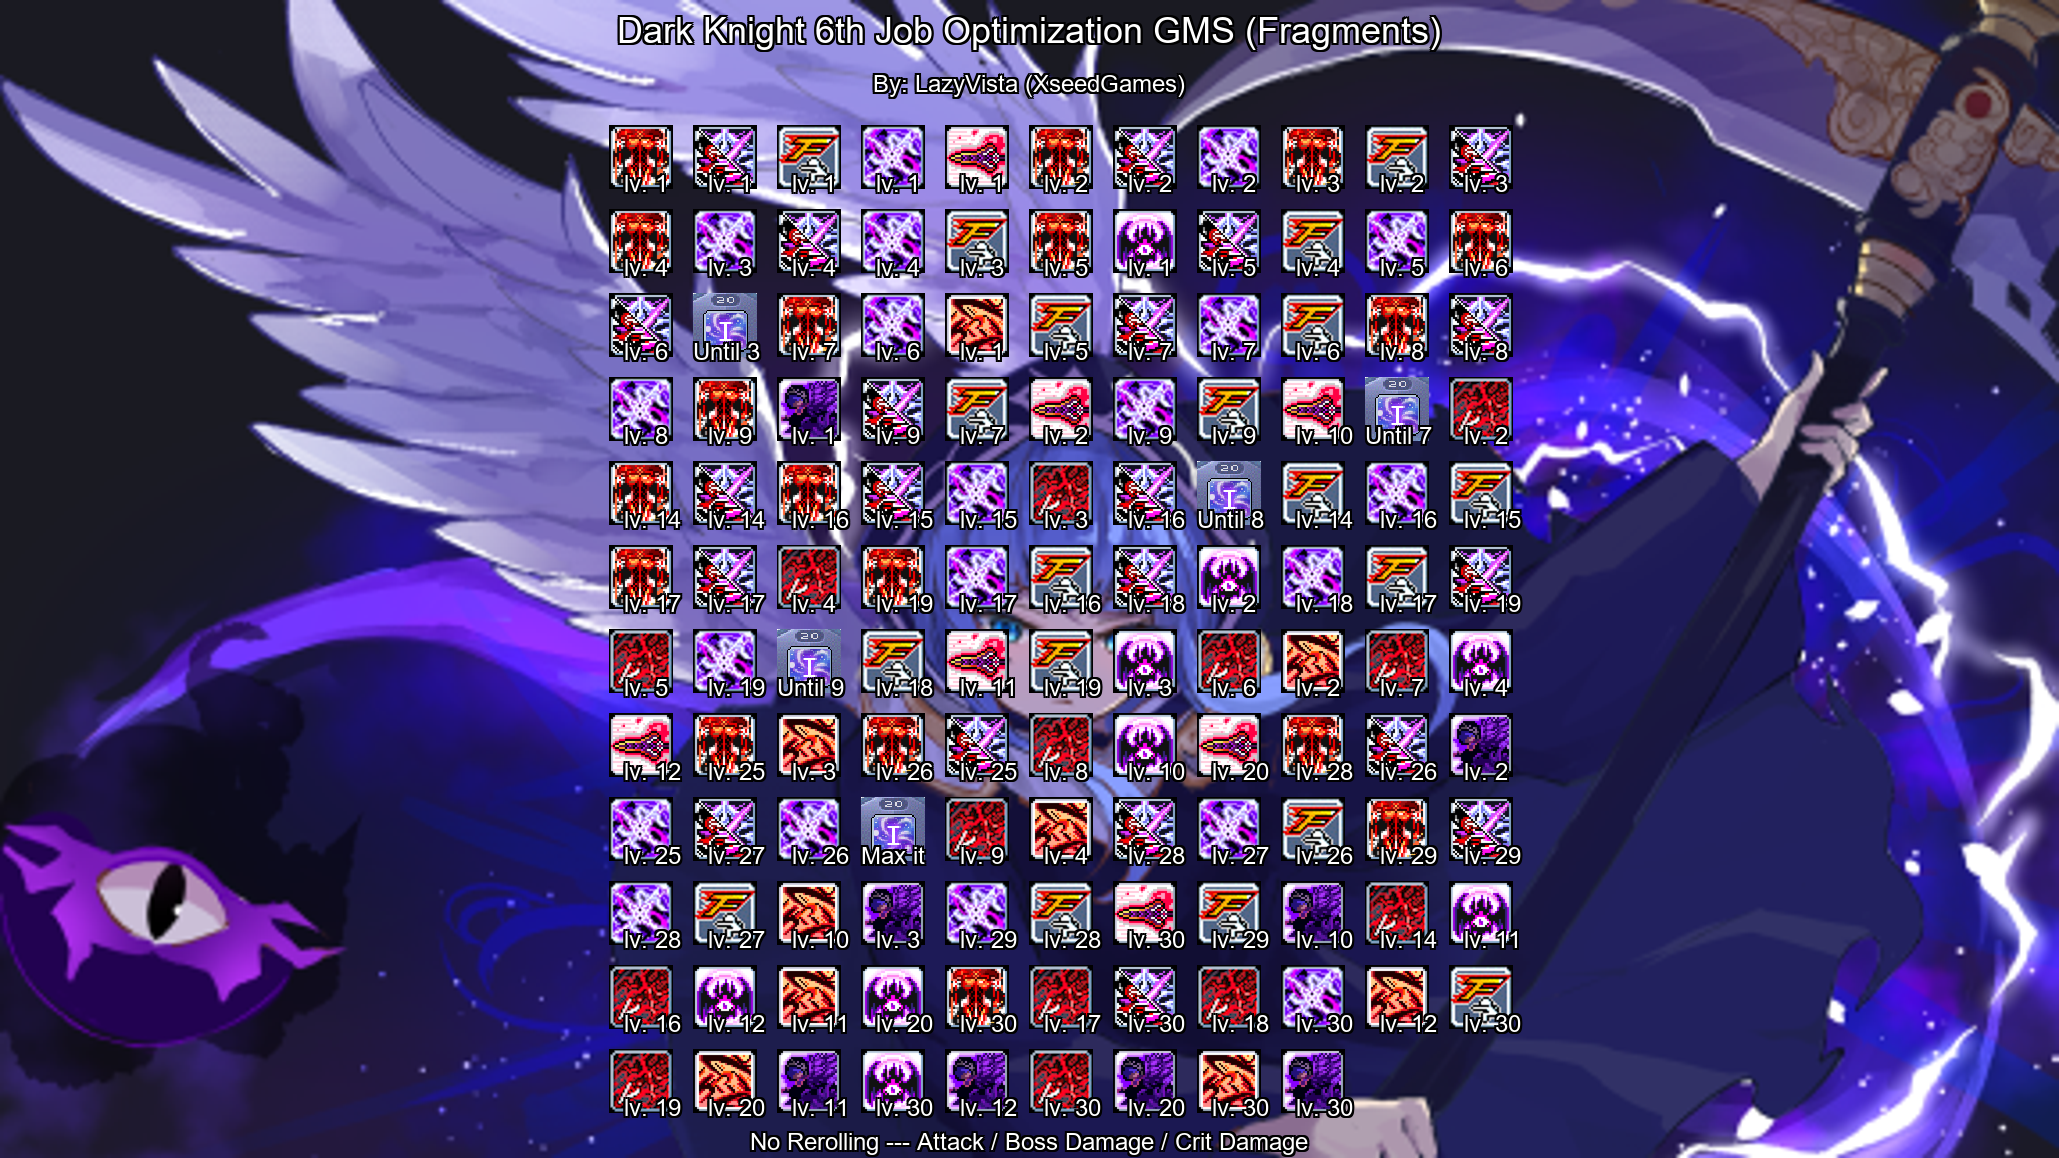 Dark Knight 6th Job Optimization GMS (Fragments)
By: LazyVista (XseedGames)
lv. 1 lv. 1 lv. 1 lv. 1 lv. 1 lv. 2 lv. 2 lv. 2 lv. 3 lv. 2 lv. 3
lv. 4 lv. 3 lv. 4 lv. 4 lv. 3 lv. 5 lv. 1 lv. 5 lv. 4 lv. 5 lv. 6
20
lv. 6 Until 3 lv. 7 lv. 6 lv. 1 lv. 5 lv. 7 lv. 7 lv. 6 lv. 8 lv. 8
20
lv. 8 lv. 9 lv. 1 lv. 9 lv. 7 lv. 2 lv. 9 lv. 9 lv. 10 Until 7 lv. 2
20
lv. 14 lv. 14 lv. 16 lv. 15 lv. 15 lv. 3 lv. 16 Until 8 lv. 14 lv. 16 lv. 15
lv. 17 lv. 17 lv. 4 lv. 19 lv. 17 lv. 16 lv. 18 lv. 2 lv. 18 lv. 17 lv. 19
20
lv. 5 lv. 19 Until 9 lv. 18 lv. 11 lv. 19 lv. 3 lv. 6 lv. 2 lv. 7 lv. 4
lv. 12 lv. 25 lv. 3 lv. 26 lv. 25 lv. 8 lv. 10 lv. 20 lv. 28 lv. 26 lv. 2
20
lv. 25 lv. 27 lv. 26 Max it lv. 9 lv. 4 lv. 28 lv. 27 lv. 26 lv. 29 lv. 29
lv. 28 lv. 27 lv. 10 lv. 3 lv. 29 lv. 28 lv. 30 lv. 29 lv. 10 lv. 14 lv. 11
lv. 16 lv. 12 lv. 11 lv. 20 lv. 30 lv. 17 lv. 30 lv. 18 lv. 30 lv. 12 lv. 30
lv. 19 lv. 20 lv. 11 lv. 30 lv. 12 lv. 30 lv. 20 lv. 30 lv. 30
No Rerolling --- Attack / Boss Damage / Crit Damage